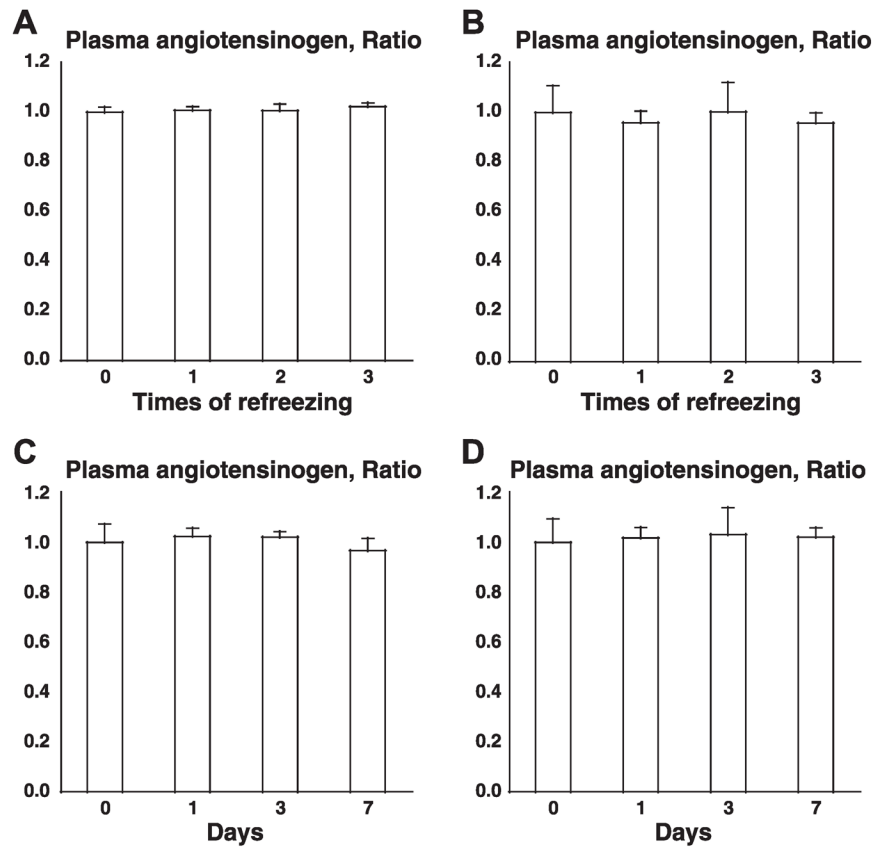 A
Plasma angiotensinogen, Ratio
1.2
1.0
0.8
0.6
0.4
0.2
0.0
0 1 2 3
Times of refreezing
B
Plasma angiotensinogen, Ratio
1.2
1.0
0.8
0.6
0.4
0.2
0.0
0 1 2 3
Times of refreezing
C
Plasma angiotensinogen, Ratio
1.2
1.0
0.8
0.6
0.4
0.2
0.0
0 1 3 7
Days
D
Plasma angiotensinogen, Ratio
1.2
1.0
0.8
0.6
0.4
0.2
0.0
0 1 3 7
Days